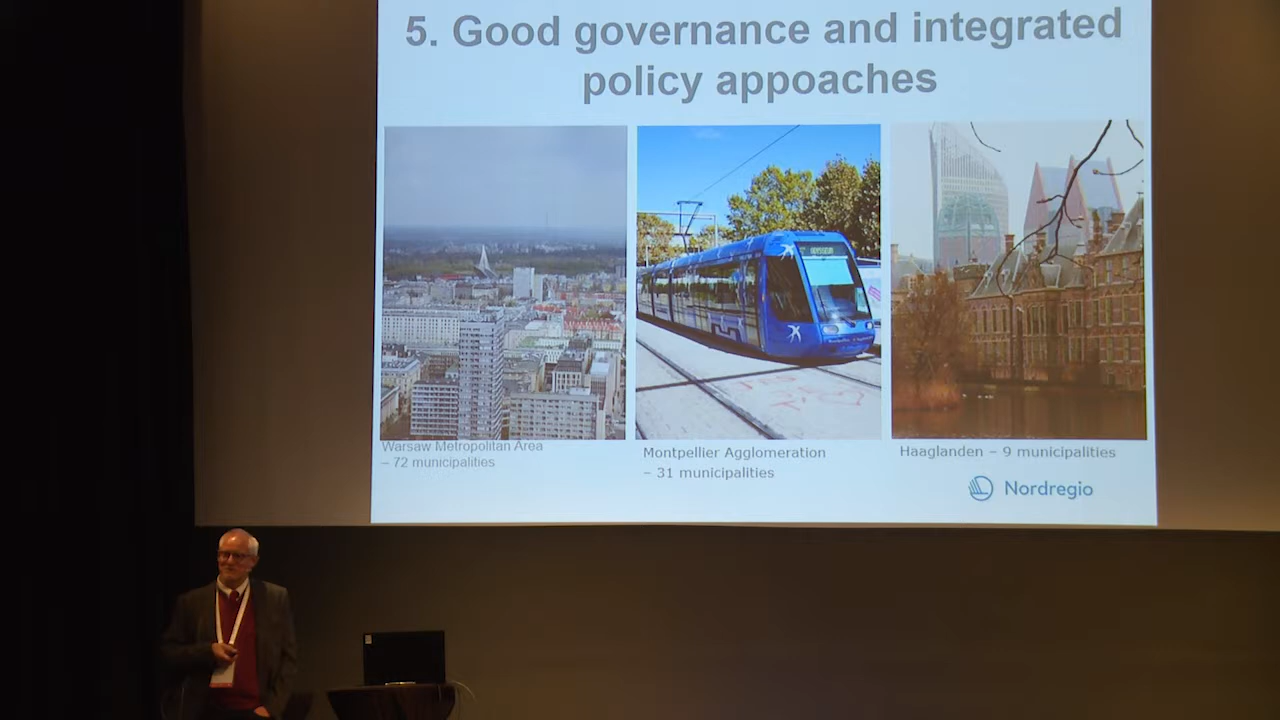 5. Good governance and integrated
policy appoaches
Warsaw Metropolitan Area
– 72 municipalities
Montpellier Agglomeration
– 31 municipalities
Haaglanden – 9 municipalities
Nordregio